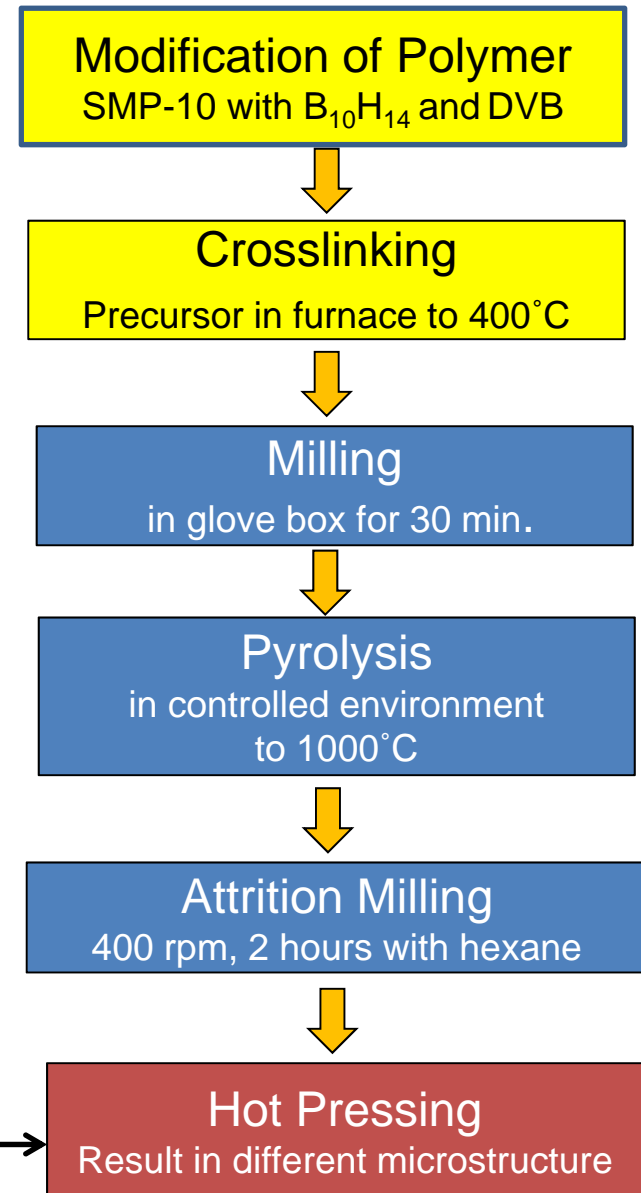 Modification of Polymer
SMP-10 with B₁₀H₁₄ and DVB
Crosslinking
Precursor in furnace to 400˚C
Milling
in glove box for 30 min.
Pyrolysis
in controlled environment
to 1000˚C
Attrition Milling
400 rpm, 2 hours with hexane
Hot Pressing
Result in different microstructure